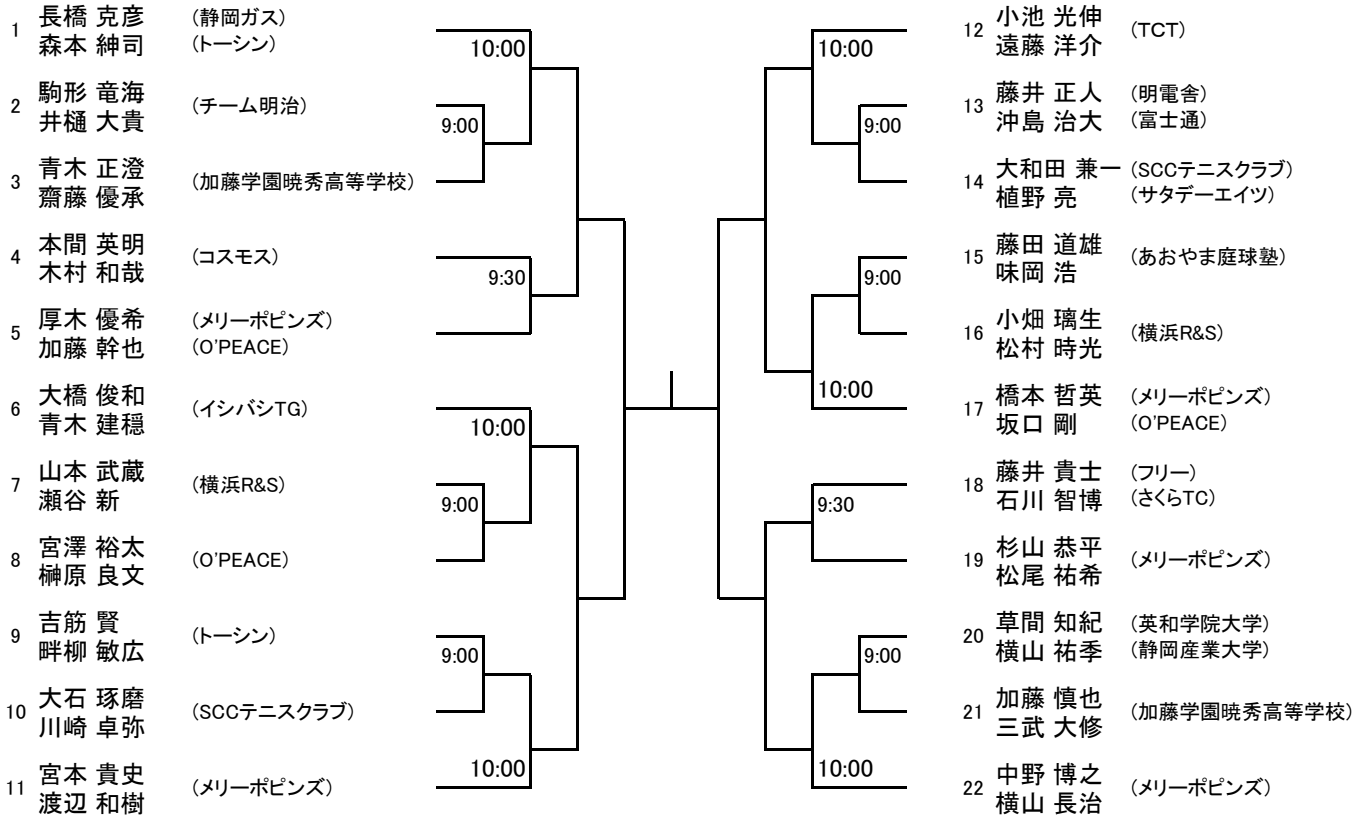 1 長橋 克彦 (静岡ガス)
森本 紳司 (トーシン)
2 駒形 竜海 (チーム明治)
井樋 大貴
3 青木 正澄 (加藤学園暁秀高等学校)
齋藤 優承
4 本間 英明 (コスモス)
木村 和哉
5 厚木 優希 (メリーポピンズ)
加藤 幹也 (O'PEACE)
6 大橋 俊和 (イシバシTG)
青木 建穏
7 山本 武蔵 (横浜R&S)
瀬谷 新
8 宮澤 裕太 (O'PEACE)
榊原 良文
9 吉筋 賢 (トーシン)
畔柳 敏広
10 大石 琢磨 (SCCテニスクラブ)
川崎 卓弥
11 宮本 貴史 (メリーポピンズ)
渡辺 和樹
10:00
9:00
9:30
10:00
9:00
9:00
10:00
10:00
9:00
9:00
10:00
9:30
9:00
10:00
12 小池 光伸 (TCT)
遠藤 洋介
13 藤井 正人 (明電舎)
沖島 治大 (富士通)
14 大和田 兼一 (SCCテニスクラブ)
植野 亮 (サタデーエイツ)
15 藤田 道雄 (あおやま庭球塾)
味岡 浩
16 小畑 璃生 (横浜R&S)
松村 時光
17 橋本 哲英 (メリーポピンズ)
坂口 剛 (O'PEACE)
18 藤井 貴士 (フリー)
石川 智博 (さくらTC)
19 杉山 恭平 (メリーポピンズ)
松尾 祐希
20 草間 知紀 (英和学院大学)
横山 祐季 (静岡産業大学)
21 加藤 慎也 (加藤学園暁秀高等学校)
三武 大修
22 中野 博之 (メリーポピンズ)
横山 長治